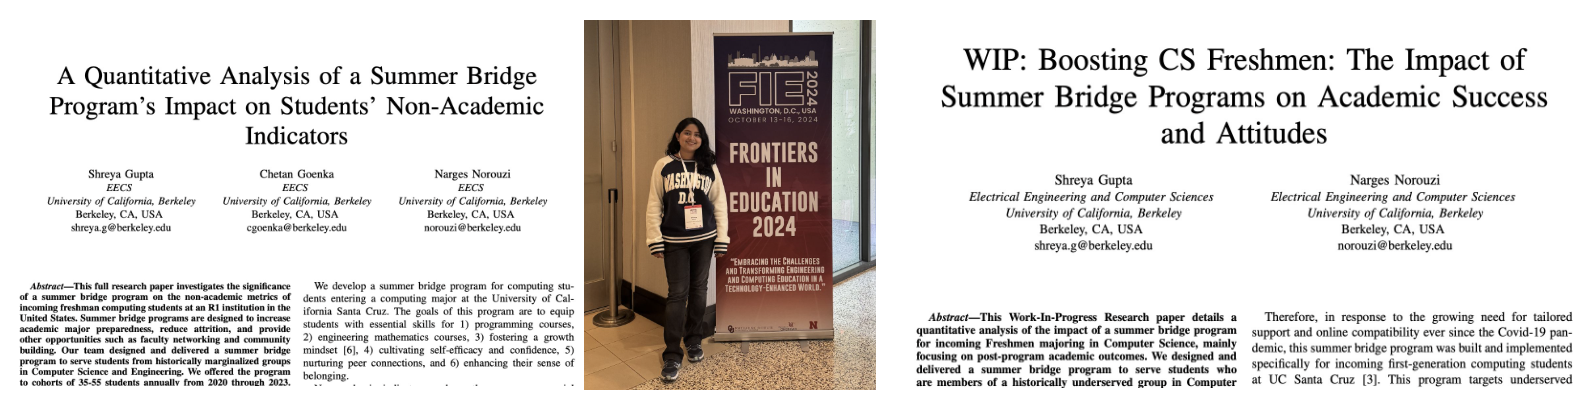 A Quantitative Analysis of a Summer Bridge
Program's Impact on Students' Non-Academic
Indicators
Shreya Gupta
EECS
University of California, Berkeley
Berkeley, CA, USA
shreya.g@berkeley.edu
Chetan Goenka
EECS
University of California, Berkeley
Berkeley, CA, USA
cgoenka@berkeley.edu
Narges Norouzi
EECS
University of California, Berkeley
Berkeley, CA, USA
norouzi@berkeley.edu
Abstract—This full research paper investigates the significance
of a summer bridge program on the non-academic metrics of
incoming freshman computing students at an R1 institution in the
United States. Summer bridge programs are designed to increase
academic major preparedness, reduce attrition, and provide
other opportunities such as faculty networking and community
building. Our team designed and delivered a summer bridge
program to serve students from historically marginalized groups
in Computer Science and Engineering. We offered the program
to cohorts of 35-55 students annually from 2020 through 2023.
We develop a summer bridge program for computing stu-
dents entering a computing major at the University of Cal-
ifornia Santa Cruz. The goals of this program are to equip
students with essential skills for 1) programming courses,
2) engineering mathematics courses, 3) fostering a growth
mindset [6], 4) cultivating self-efficacy and confidence, 5)
nurturing peer connections, and 6) enhancing their sense of
belonging.
FIE
2024
WASHINGTON, D.C., USA
OCTOBER 13-16, 2024
FRONTIERS
IN
EDUCATION
2024
"EMBRACING THE CHALLENGES
AND TRANSFORMING ENGINEERING
AND COMPUTING EDUCATION IN A
TECHNOLOGY-ENHANCED WORLD."
N
WASHINGTON
D.C.
WIP: Boosting CS Freshmen: The Impact of
Summer Bridge Programs on Academic Success
and Attitudes
Shreya Gupta
Electrical Engineering and Computer Sciences
University of California, Berkeley
Berkeley, CA, USA
shreya.g@berkeley.edu
Narges Norouzi
Electrical Engineering and Computer Sciences
University of California, Berkeley
Berkeley, CA, USA
norouzi@berkeley.edu
Abstract—This Work-In-Progress Research paper details a
quantitative analysis of the impact of a summer bridge program
for incoming Freshmen majoring in Computer Science, mainly
focusing on post-program academic outcomes. We designed and
delivered a summer bridge program to serve students who
are members of a historically underserved group in Computer
Therefore, in response to the growing need for tailored
support and online compatibility ever since the Covid-19 pan-
demic, this summer bridge program was built and implemented
specifically for incoming first-generation computing students
at UC Santa Cruz [3]. This program targets underserved